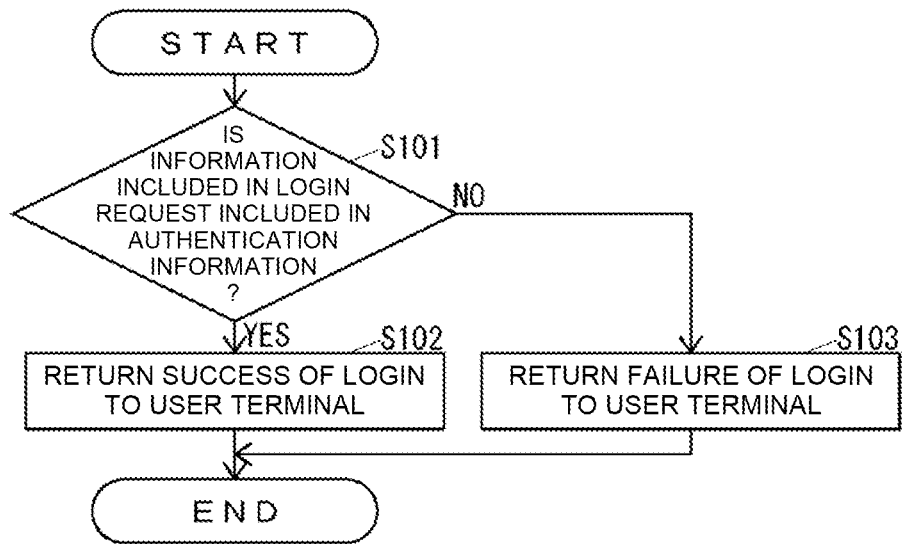 START
IS
INFORMATION
INCLUDED IN LOGIN
REQUEST INCLUDED IN
AUTHENTICATION
INFORMATION
?
S101
NO
YES
S102
RETURN SUCCESS OF LOGIN
TO USER TERMINAL
S103
RETURN FAILURE OF LOGIN
TO USER TERMINAL
END